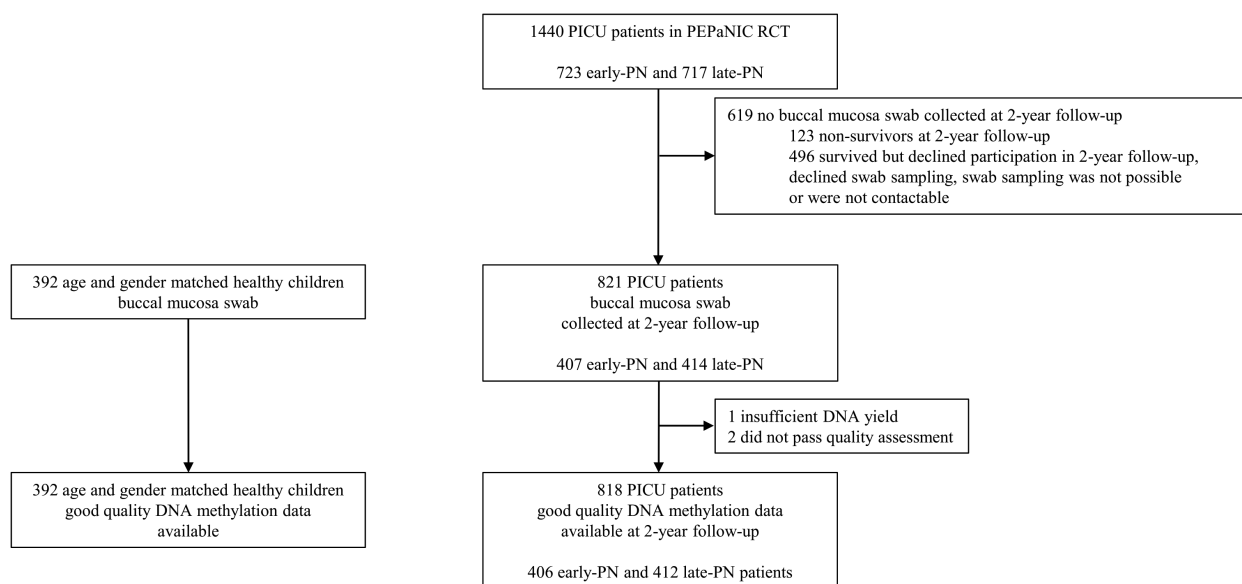 1440 PICU patients in PEPaNIC RCT
723 early-PN and 717 late-PN
619 no buccal mucosa swab collected at 2-year follow-up
123 non-survivors at 2-year follow-up
496 survived but declined participation in 2-year follow-up,
declined swab sampling, swab sampling was not possible
or were not contactable
392 age and gender matched healthy children
buccal mucosa swab
821 PICU patients
buccal mucosa swab
collected at 2-year follow-up
407 early-PN and 414 late-PN
1 insufficient DNA yield
2 did not pass quality assessment
392 age and gender matched healthy children
good quality DNA methylation data
available
818 PICU patients
good quality DNA methylation data
available at 2-year follow-up
406 early-PN and 412 late-PN patients